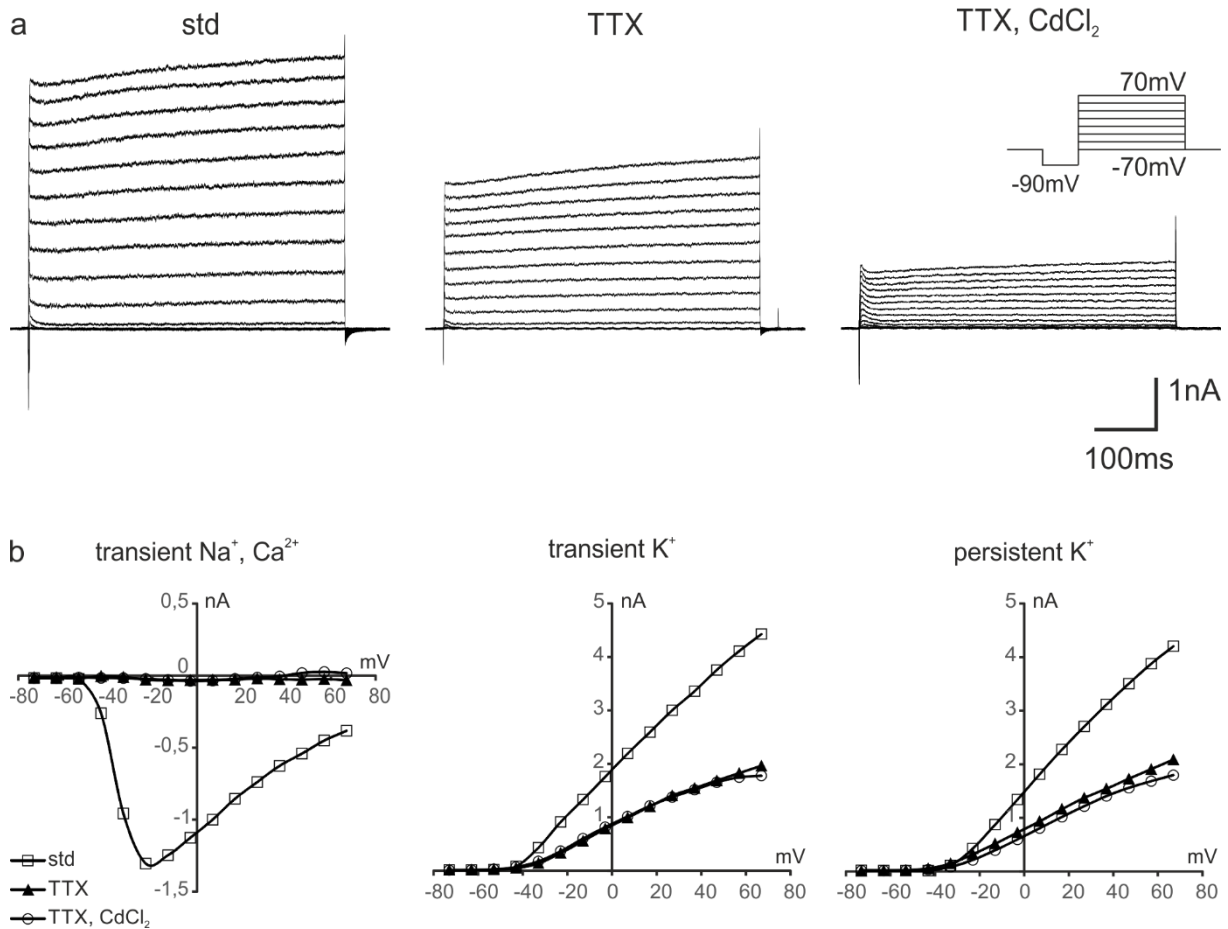 a
std
TTX
TTX, CdCl₂
70mV
-70mV
-90mV
1nA
100ms
b
transient Na⁺, Ca²⁺
transient K⁺
persistent K⁺
0,5
nA
0
mV
-80 -60 -40 -20 0 20 40 60 80
-0,5
-1
-1,5
std
TTX
TTX, CdCl₂
5
nA
4
3
2
1
mV
-80 -60 -40 -20 0 20 40 60 80
5
nA
4
3
2
1
mV
-80 -60 -40 -20 0 20 40 60 80